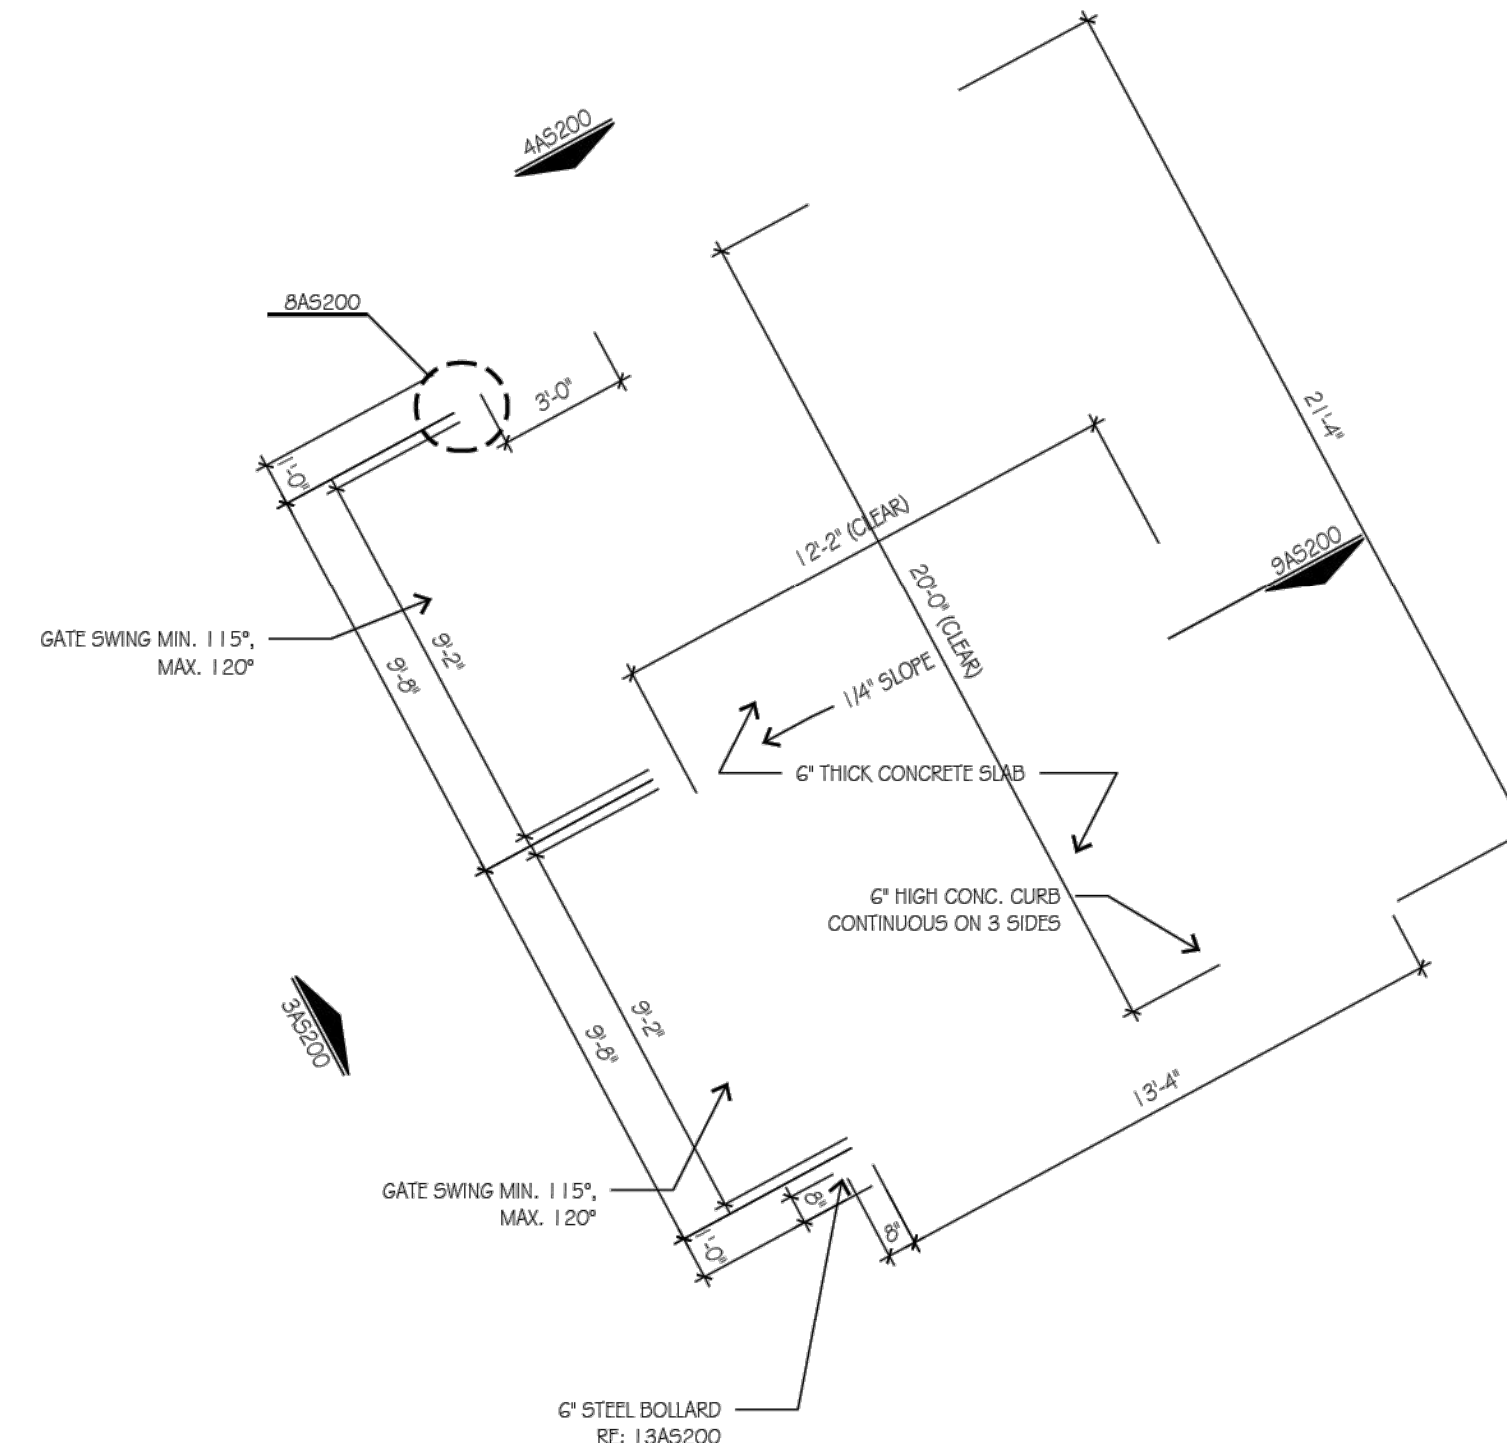 4AS200
8AS200
3'-0"
1'-0"
21'-4"
12'-2" (CLEAR)
9AS200
20'-0" (CLEAR)
GATE SWING MIN. 115°,
MAX. 120°
9'-2"
9'-8"
1/4" SLOPE
6" THICK CONCRETE SLAB
6" HIGH CONC. CURB
CONTINUOUS ON 3 SIDES
3AS200
9'-2"
9'-8"
13'-4"
GATE SWING MIN. 115°,
MAX. 120°
8"
8"
1'-0"
6" STEEL BOLLARD
RE: 13AS200